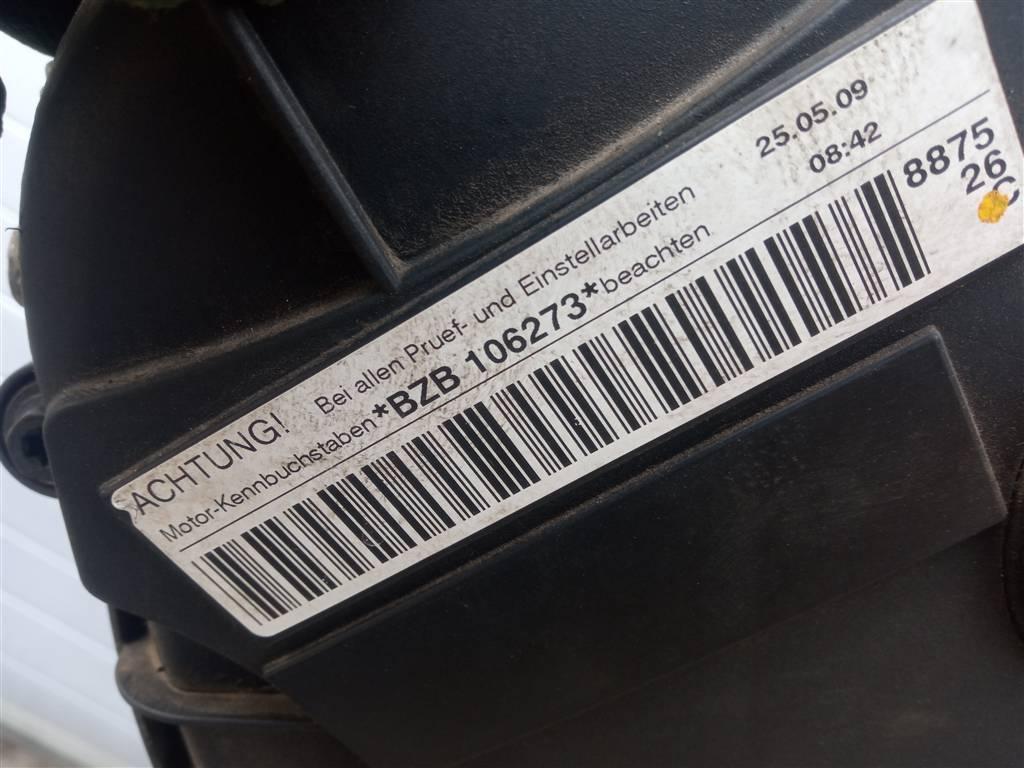 ACHTUNG! Bei allen Pruef- und Einstellarbeiten
Motor-Kennbuchstaben*BZB 106273*beachten
25.05.09
08:42
8875
26
C